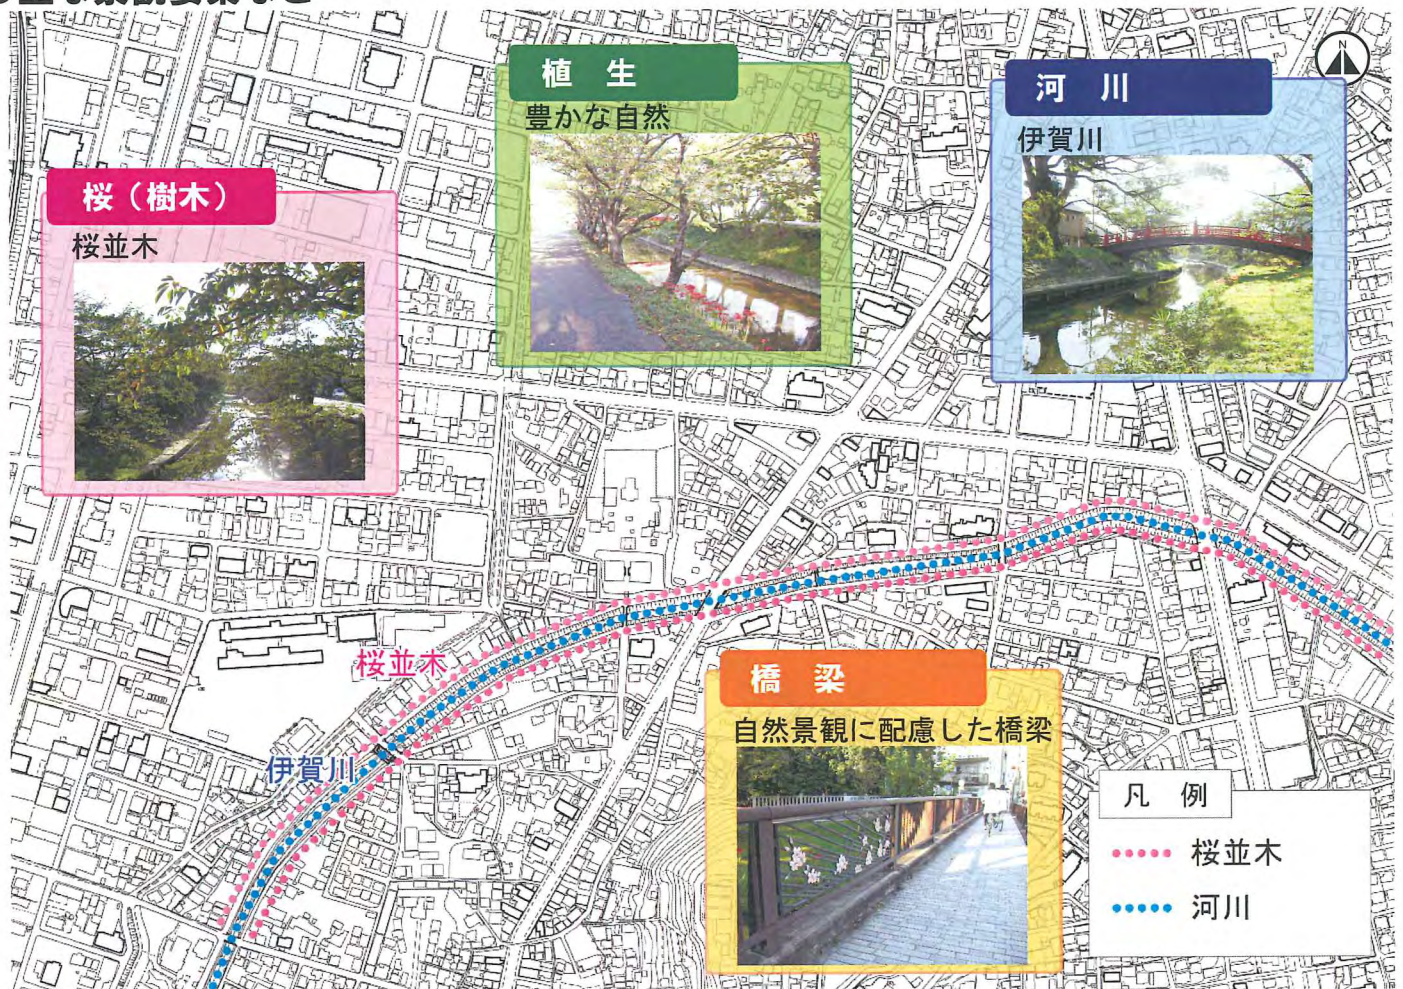 植 生
豊かな自然
河 川
伊賀川
N
桜（樹木）
桜並木
桜並木
伊賀川
橋 梁
自然景観に配慮した橋梁
凡 例
桜並木
河川